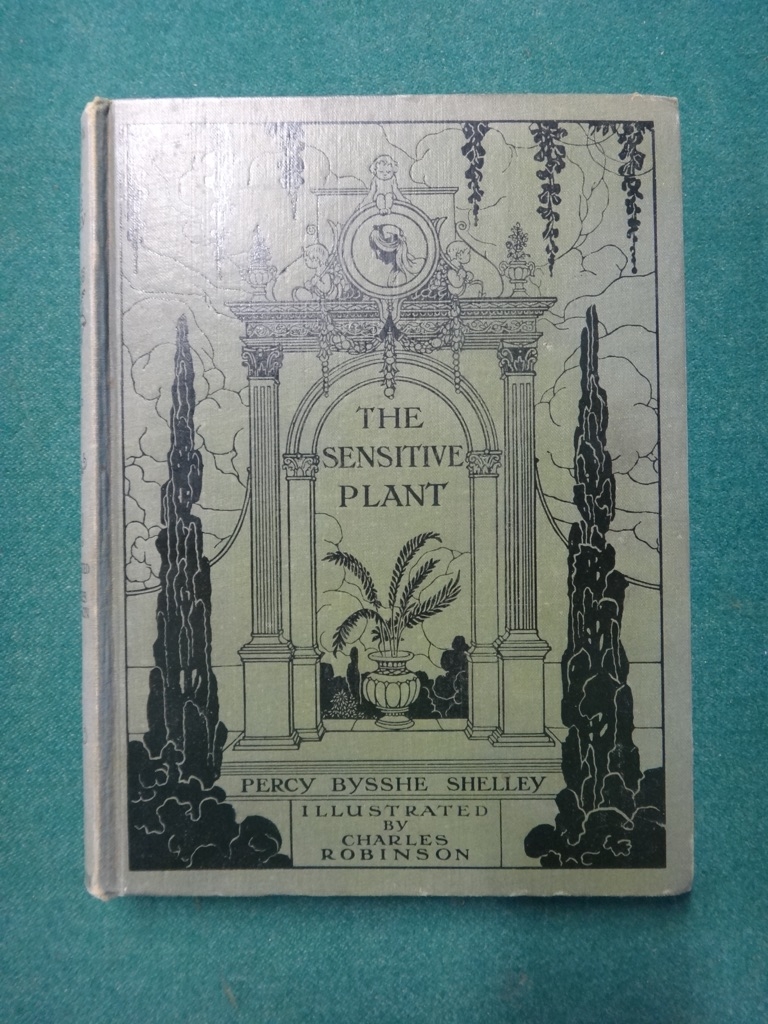 THE
SENSITIVE
PLANT
PERCY BYSSHE SHELLEY
ILLUSTRATED
BY
CHARLES
ROBINSON